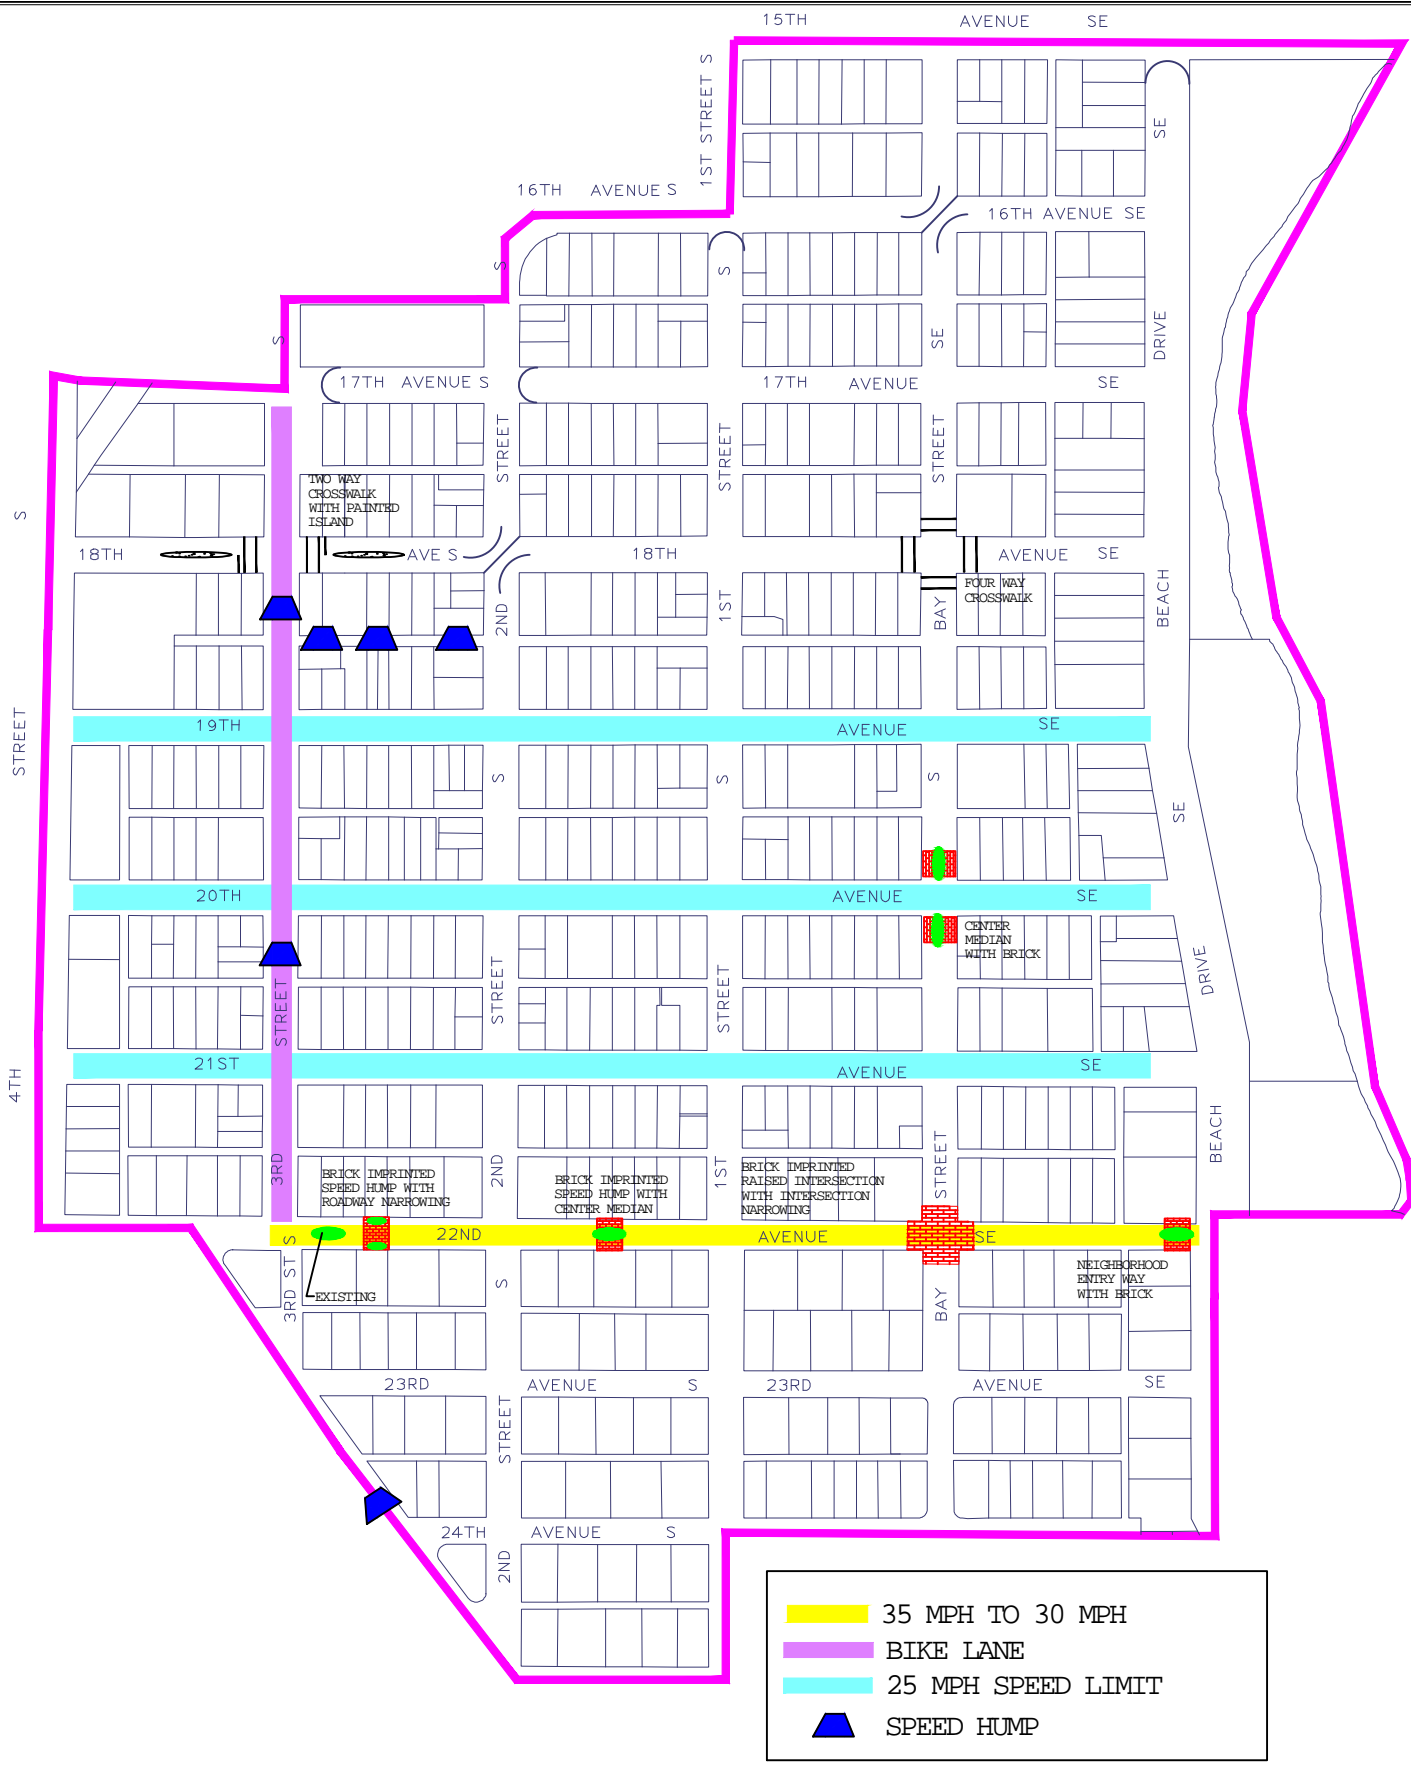 15TH AVENUE SE
1ST STREET S
SE
16TH AVENUE S
16TH AVENUE SE
S
S
S
SE
DRIVE
17TH AVENUE S
17TH AVENUE SE
STREET
STREET
STREET
TWO WAY
CROSSWALK
WITH PAINTED
ISLAND
S
18TH AVE S
18TH AVENUE SE
FOUR WAY
CROSSWALK
2ND
1ST
BAY
BEACH
STREET
19TH AVENUE SE
S
S
S
SE
20TH AVENUE SE
CENTER
MEDIAN
WITH BRICK
STREET
STREET
STREET
DRIVE
21ST AVENUE SE
4TH
3RD
2ND
1ST
STREET
BEACH
BRICK IMPRINTED
SPEED HUMP WITH
ROADWAY NARROWING
BRICK IMPRINTED
SPEED HUMP WITH
CENTER MEDIAN
BRICK IMPRINTED
RAISED INTERSECTION
WITH INTERSECTION
NARROWING
22ND AVENUE SE
3RD ST S
EXISTING
S
BAY
NEIGHBORHOOD
ENTRY WAY
WITH BRICK
23RD AVENUE S
23RD AVENUE SE
STREET
24TH AVENUE S
2ND
35 MPH TO 30 MPH
BIKE LANE
25 MPH SPEED LIMIT
SPEED HUMP